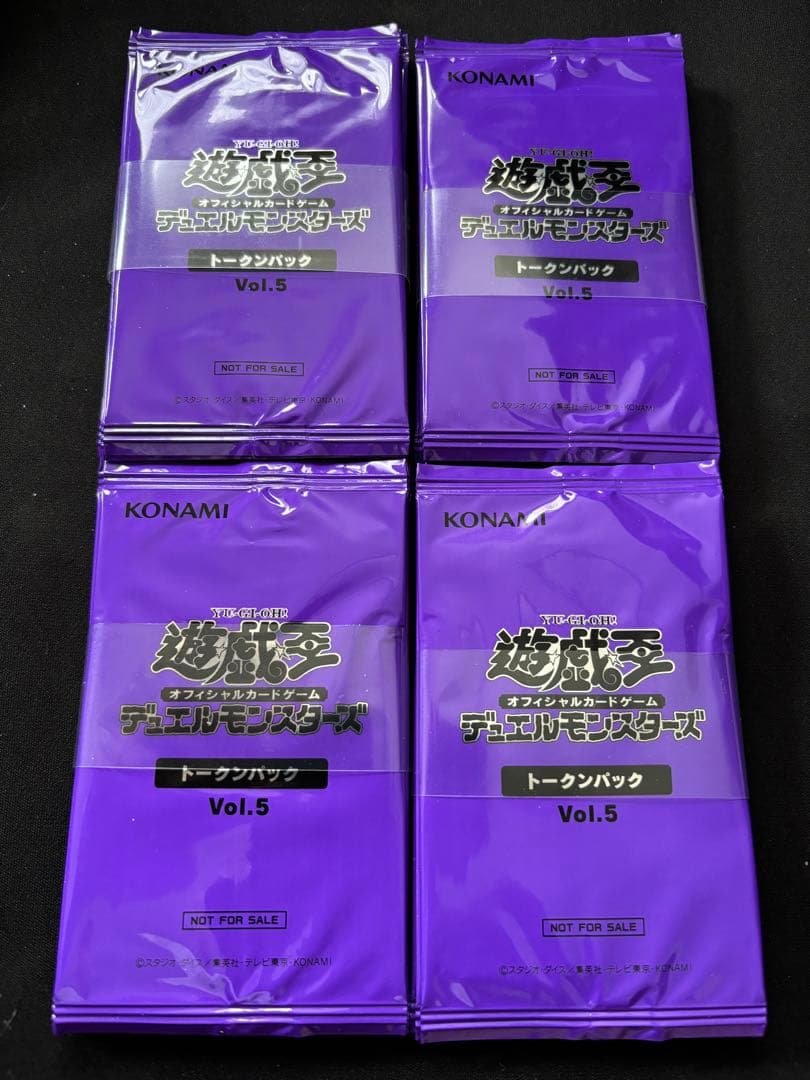 KONAMI
YU-GI-OH!
遊戯王
オフィシャルカードゲーム
デュエルモンスターズ
トークンパック
Vol.5
NOT FOR SALE
©スタジオ・ダイス/集英社・テレビ東京・KONAMI
KONAMI
YU-GI-OH!
遊戯王
オフィシャルカードゲーム
デュエルモンスターズ
トークンパック
Vol.5
NOT FOR SALE
©スタジオ・ダイス/集英社・テレビ東京・KONAMI
KONAMI
YU-GI-OH!
遊戯王
オフィシャルカードゲーム
デュエルモンスターズ
トークンパック
Vol.5
NOT FOR SALE
©スタジオ・ダイス/集英社・テレビ東京・KONAMI
KONAMI
YU-GI-OH!
遊戯王
オフィシャルカードゲーム
デュエルモンスターズ
トークンパック
Vol.5
NOT FOR SALE
©スタジオ・ダイス/集英社・テレビ東京・KONAMI